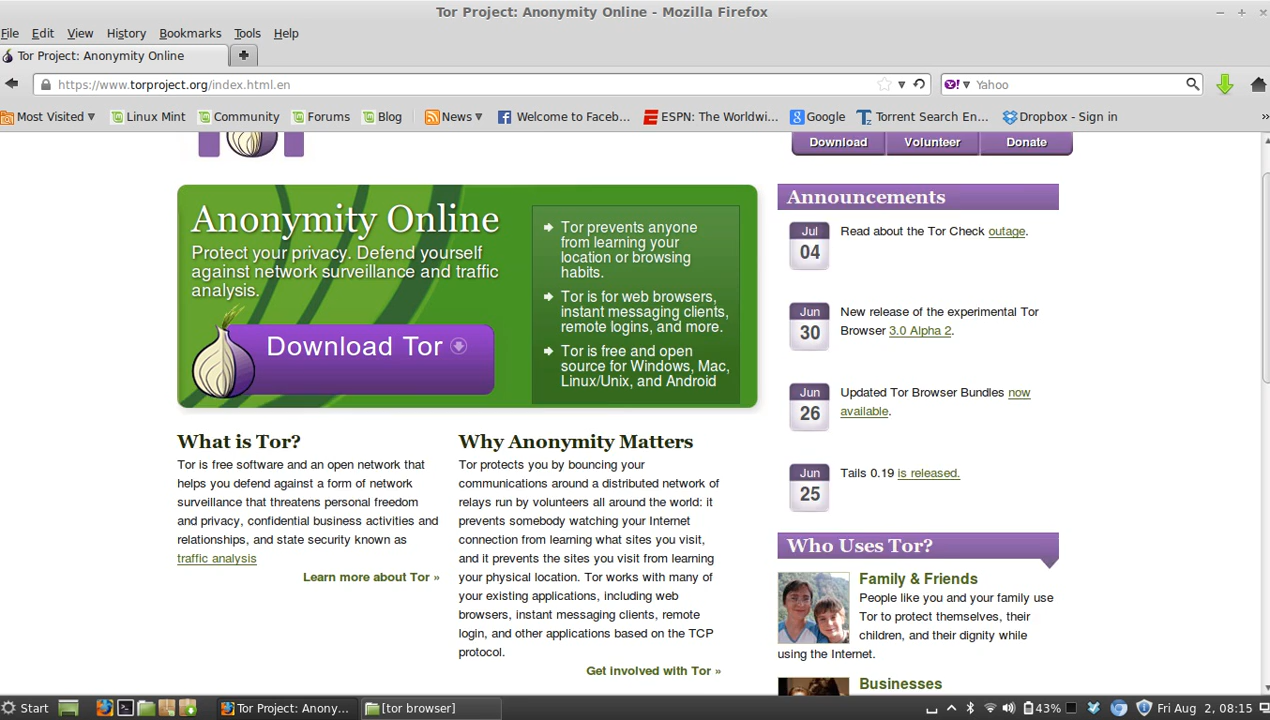 Tor Project: Anonymity Online - Mozilla Firefox
File Edit View History Bookmarks Tools Help
Tor Project: Anonymity Online
https://www.torproject.org/index.html.en
Yahoo
Most Visited Linux Mint Community Forums Blog News Welcome to Faceb... ESPN: The Worldwi... Google Torrent Search En... Dropbox - Sign in »
Download Volunteer Donate
Anonymity Online
Protect your privacy. Defend yourself
against network surveillance and traffic
analysis.
Download Tor
Tor prevents anyone
from learning your
location or browsing
habits.
Tor is for web browsers,
instant messaging clients,
remote logins, and more.
Tor is free and open
source for Windows, Mac,
Linux/Unix, and Android
What is Tor?
Tor is free software and an open network that
helps you defend against a form of network
surveillance that threatens personal freedom
and privacy, confidential business activities and
relationships, and state security known as
traffic analysis
Learn more about Tor »
Why Anonymity Matters
Tor protects you by bouncing your
communications around a distributed network of
relays run by volunteers all around the world: it
prevents somebody watching your Internet
connection from learning what sites you visit,
and it prevents the sites you visit from learning
your physical location. Tor works with many of
your existing applications, including web
browsers, instant messaging clients, remote
login, and other applications based on the TCP
protocol.
Get involved with Tor »
Announcements
Jul
04
Read about the Tor Check outage.
Jun
30
New release of the experimental Tor
Browser 3.0 Alpha 2.
Jun
26
Updated Tor Browser Bundles now
available.
Jun
25
Tails 0.19 is released.
Who Uses Tor?
Family & Friends
People like you and your family use
Tor to protect themselves, their
children, and their dignity while
using the Internet.
Businesses
Start Tor Project: Anony... [tor browser] 43% Fri Aug 2, 08:15